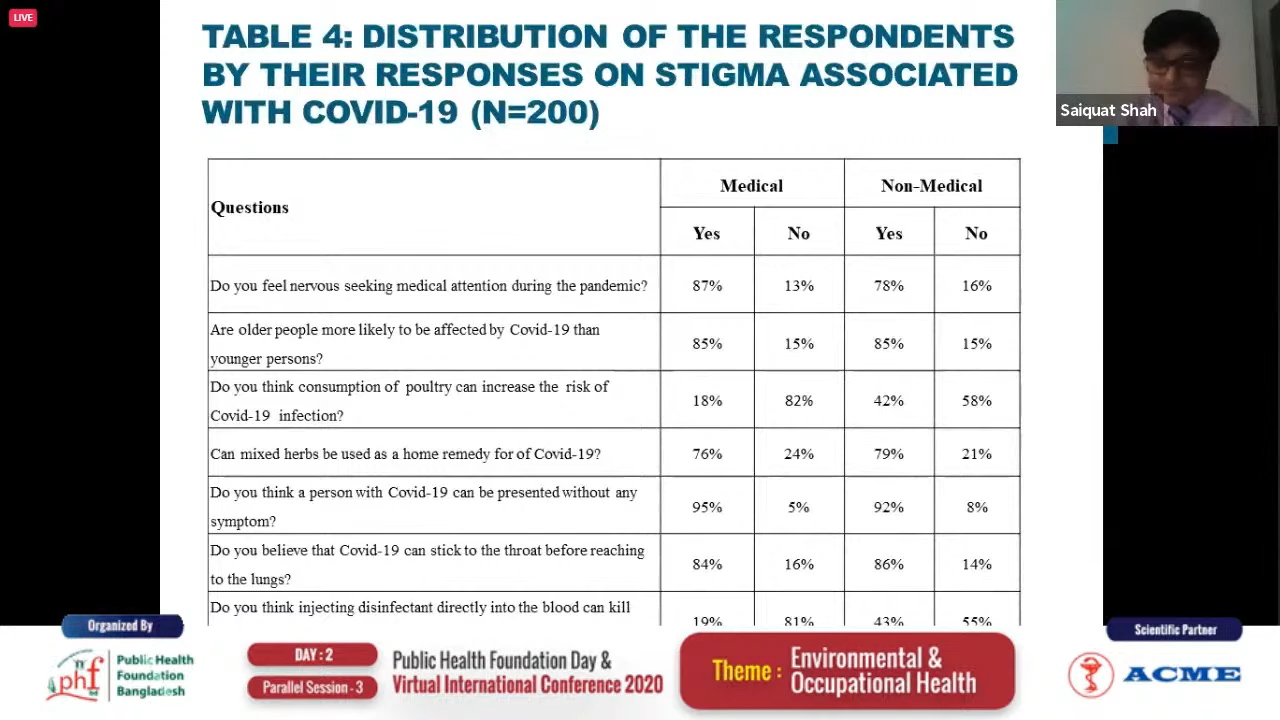 LIVE
TABLE 4: DISTRIBUTION OF THE RESPONDENTS
BY THEIR RESPONSES ON STIGMA ASSOCIATED
WITH COVID-19 (N=200)
Saiquat Shah
Questions
Medical
Non-Medical
Yes
No
Yes
No
Do you feel nervous seeking medical attention during the pandemic?
87%
13%
78%
16%
Are older people more likely to be affected by Covid-19 than
younger persons?
85%
15%
85%
15%
Do you think consumption of poultry can increase the risk of
Covid-19 infection?
18%
82%
42%
58%
Can mixed herbs be used as a home remedy for of Covid-19?
76%
24%
79%
21%
Do you think a person with Covid-19 can be presented without any
symptom?
95%
5%
92%
8%
Do you believe that Covid-19 can stick to the throat before reaching
to the lungs?
84%
16%
86%
14%
Do you think injecting disinfectant directly into the blood can kill
19%
81%
43%
55%
Organized By
phf
Public Health
Foundation
Bangladesh
DAY : 2
Parallel Session - 3
Public Health Foundation Day &
Virtual International Conference 2020
Theme :
Environmental &
Occupational Health
Scientific Partner
ACME